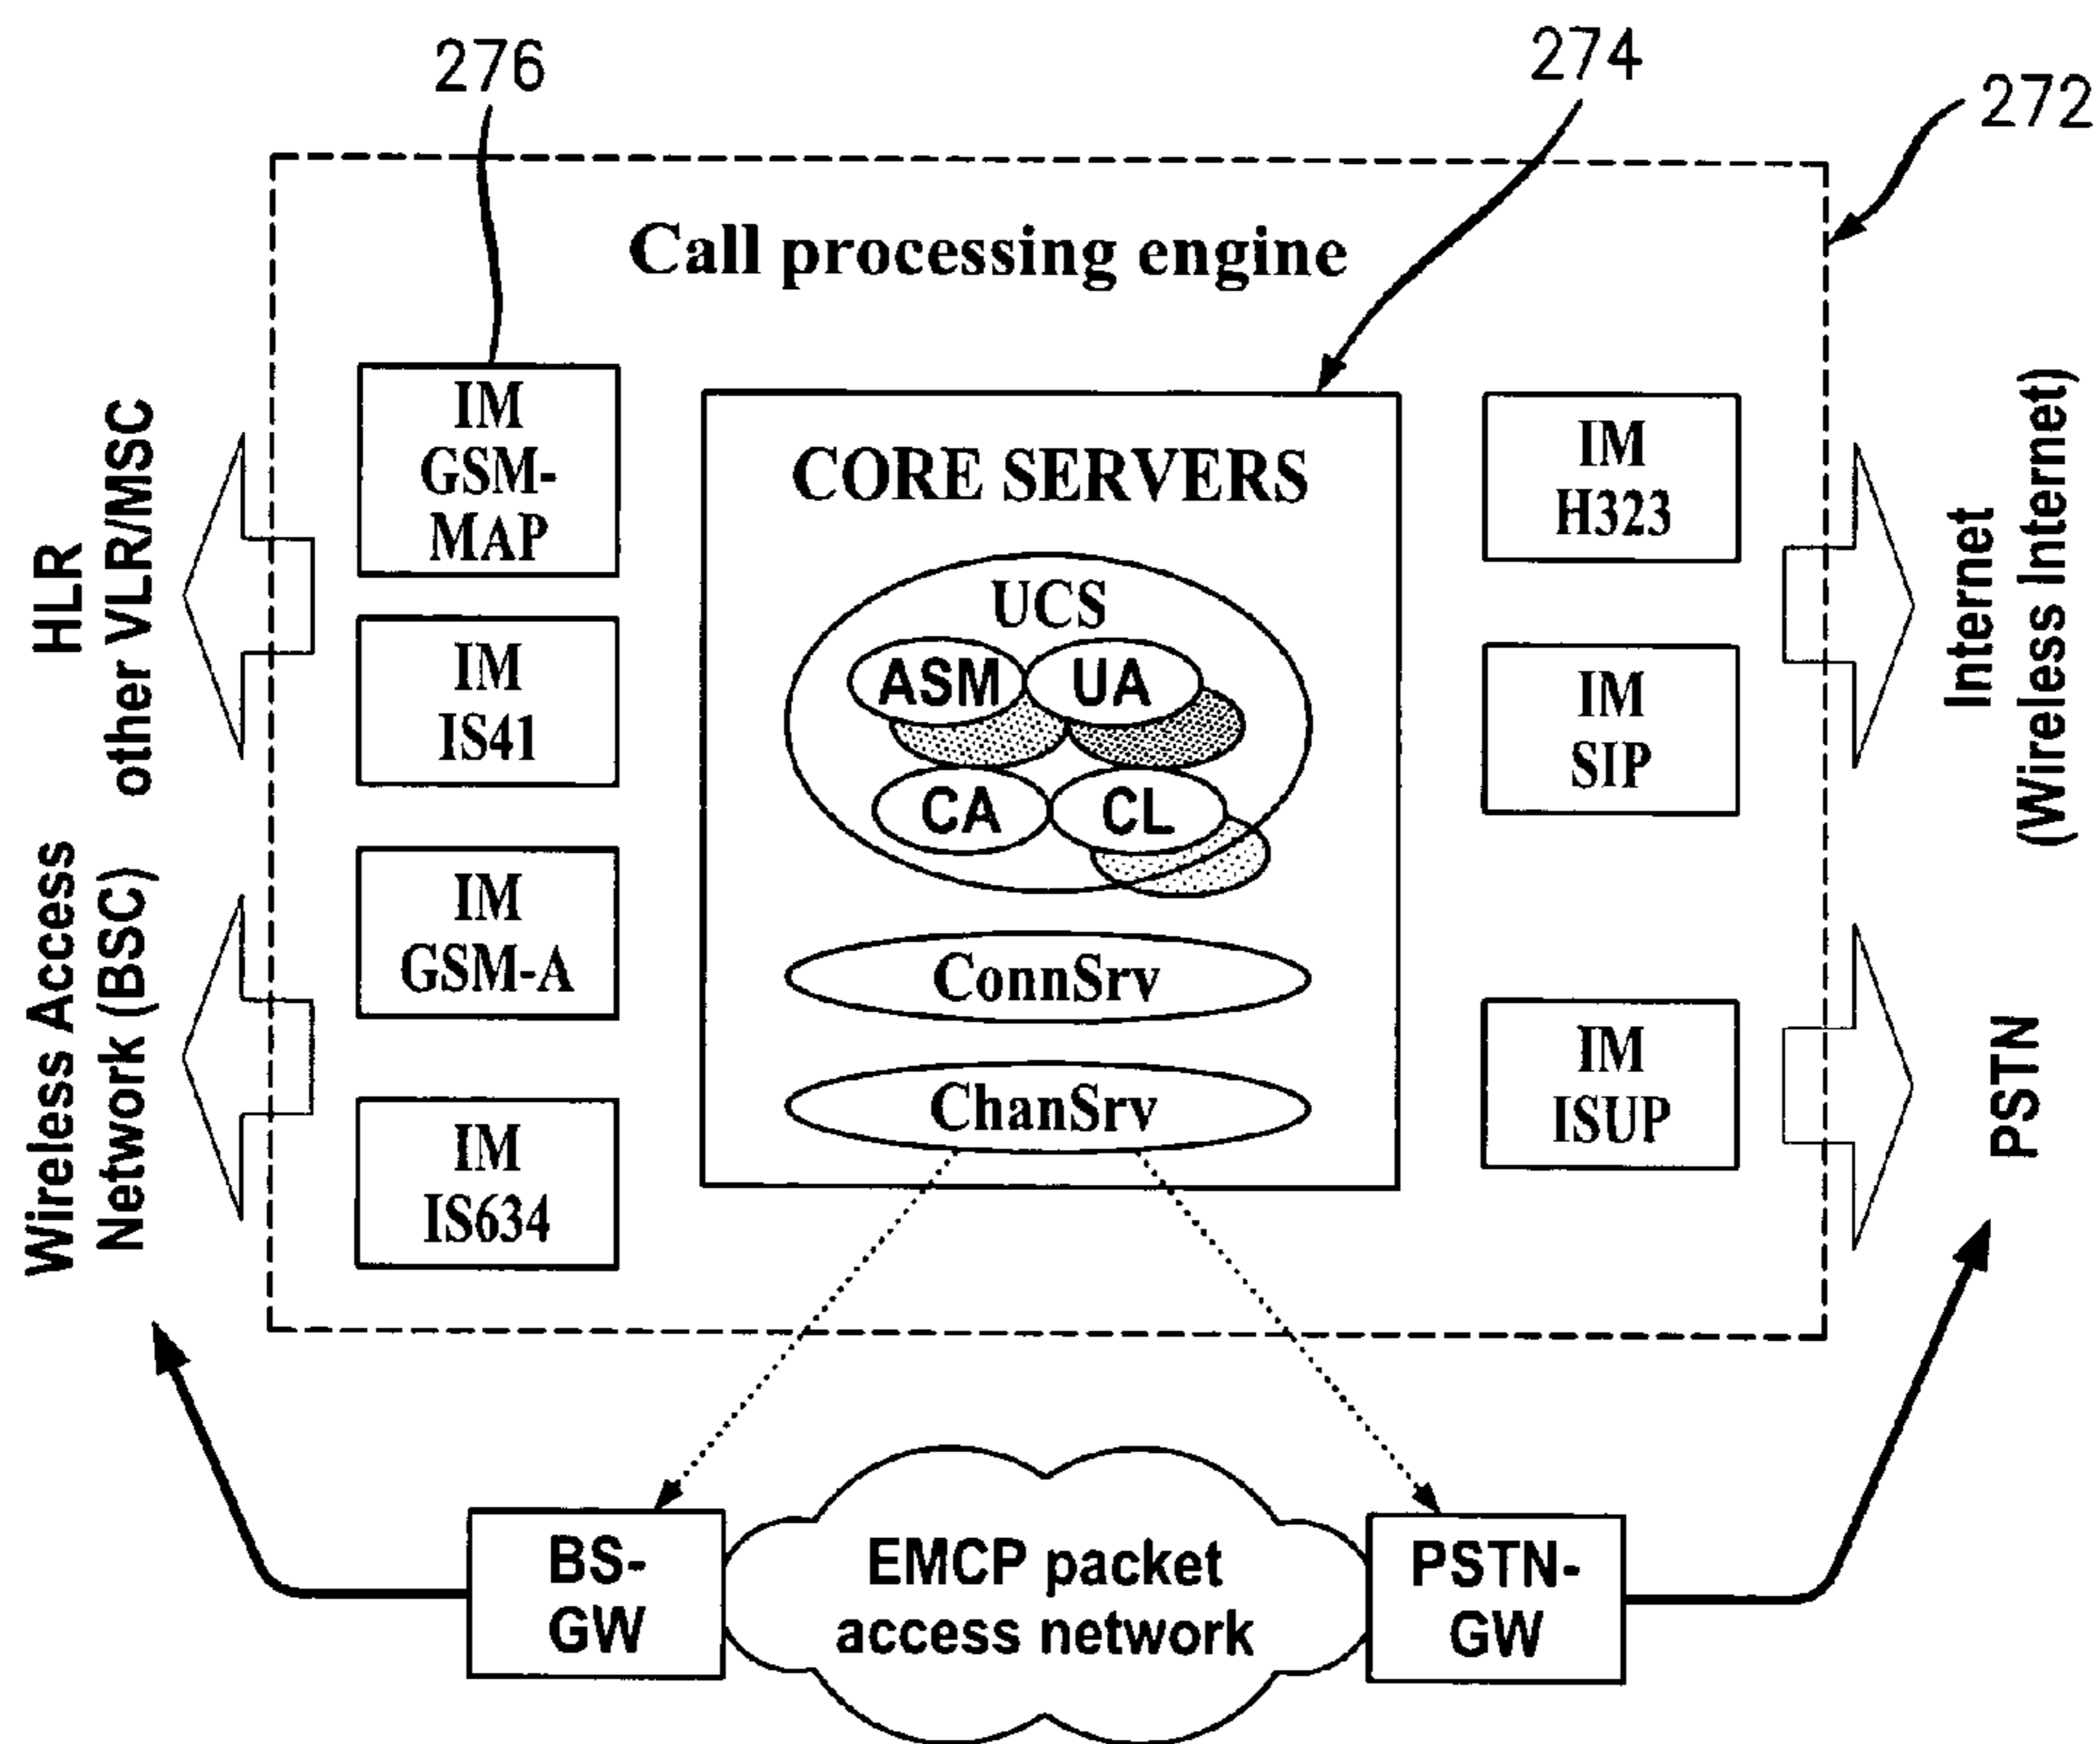 276
274
272
Call processing engine
IM
GSM-
MAP
IM
IS41
IM
GSM-A
IM
IS634
HLR
other VLR/MSC
Wireless Access
Network (BSC)
CORE SERVERS
UCS
ASM
UA
CA
CL
ConnSrv
ChanSrv
IM
H323
IM
SIP
IM
ISUP
Internet
(Wireless Internet)
PSTN
BS-
GW
EMCP packet
access network
PSTN-
GW